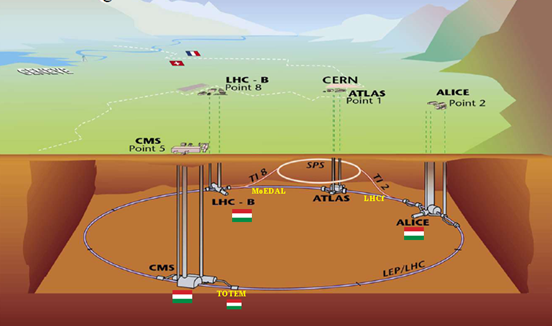 GENEVE
LHC - B
Point 8
CERN
ATLAS
Point 1
ALICE
Point 2
CMS
Point 5
SPS
TI 8
TI 2
MoEDAL
LHC - B
ATLAS
LHCf
ALICE
CMS
LEP/LHC
TOTEM